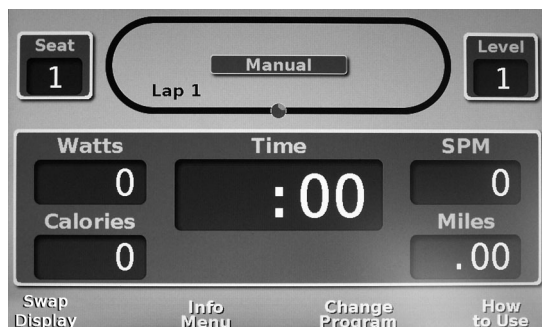 Seat
1
Manual
Lap 1
Level
1
Watts
0
Time
:00
SPM
0
Calories
0
Miles
.00
Swap
Display
Info
Menu
Change
Program
How
to Use